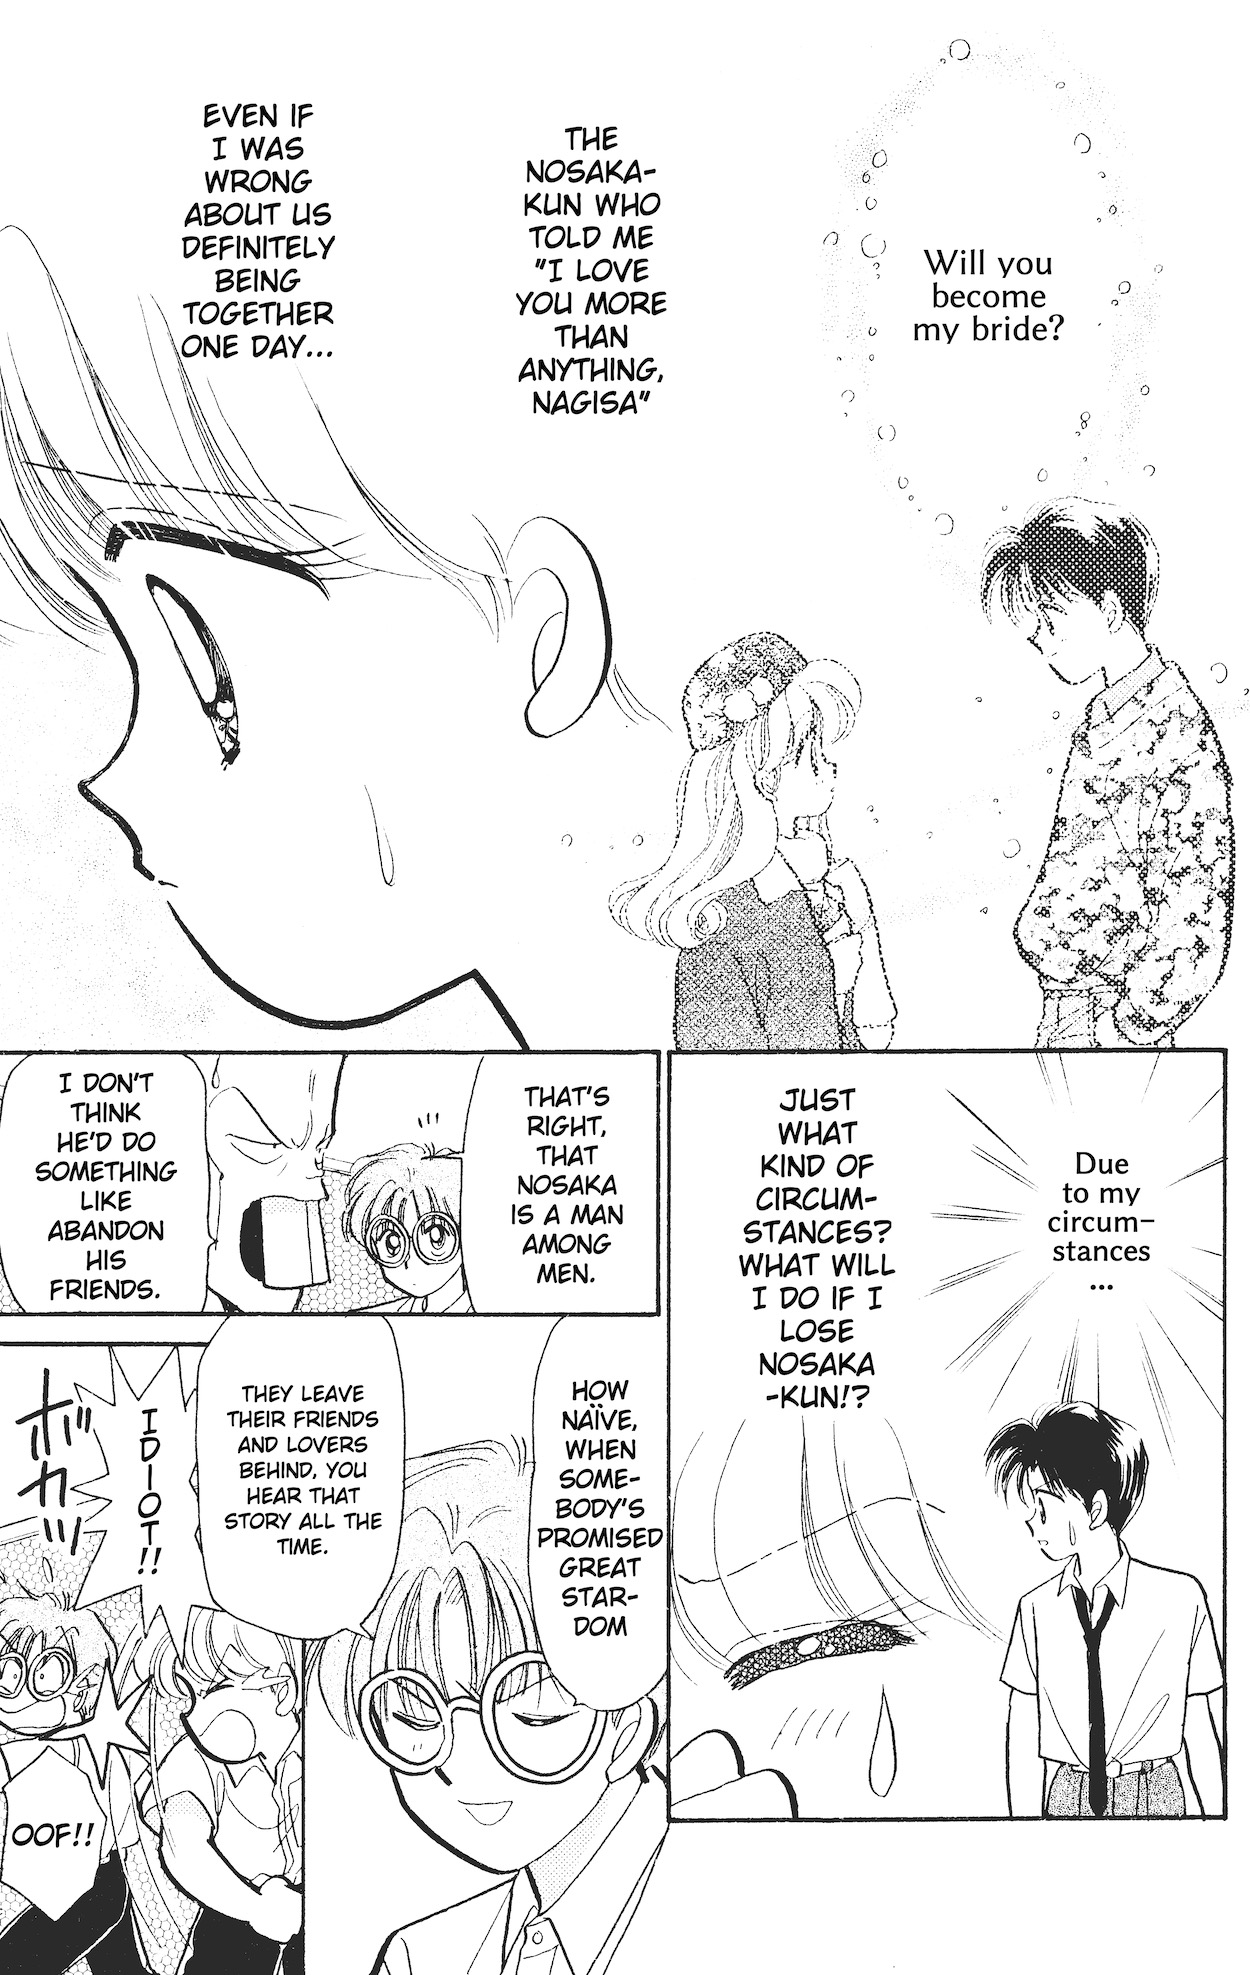 Will you
become
my bride?
THE
NOSAKA-
KUN WHO
TOLD ME
"I LOVE
YOU MORE
THAN
ANYTHING,
NAGISA"
EVEN IF
I WAS
WRONG
ABOUT US
DEFINITELY
BEING
TOGETHER
ONE DAY...
Due
to my
circum-
stances
...
JUST
WHAT
KIND OF
CIRCUM-
STANCES?
WHAT WILL
I DO IF I
LOSE
NOSAKA
-KUN!?
THAT'S
RIGHT,
THAT
NOSAKA
IS A MAN
AMONG
MEN.
I DON'T
THINK
HE'D DO
SOMETHING
LIKE
ABANDON
HIS
FRIENDS.
HOW
NAÏVE,
WHEN
SOME-
BODY'S
PROMISED
GREAT
STAR-
DOM
THEY LEAVE
THEIR FRIENDS
AND LOVERS
BEHIND, YOU
HEAR THAT
STORY ALL THE
TIME.
IDIOT!!
ボカッ
OOF!!